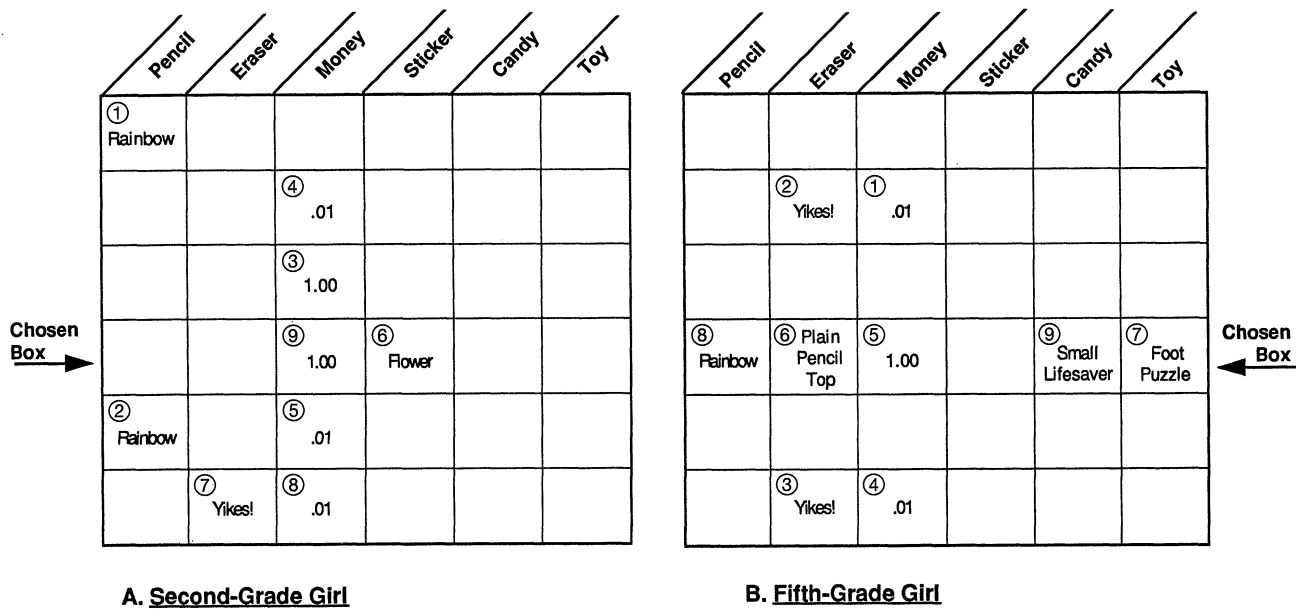 Pencil Eraser Money Sticker Candy Toy
① Rainbow
④ .01
③ 1.00
Chosen Box
⑨ 1.00
⑥ Flower
② Rainbow
⑤ .01
⑦ Yikes!
⑧ .01
A. Second-Grade Girl
Pencil Eraser Money Sticker Candy Toy
② Yikes!
① .01
⑧ Rainbow
⑥ Plain
Pencil
Top
⑤ 1.00
⑨ Small
Lifesaver
⑦ Foot
Puzzle
Chosen
Box
③ Yikes!
④ .01
B. Fifth-Grade Girl